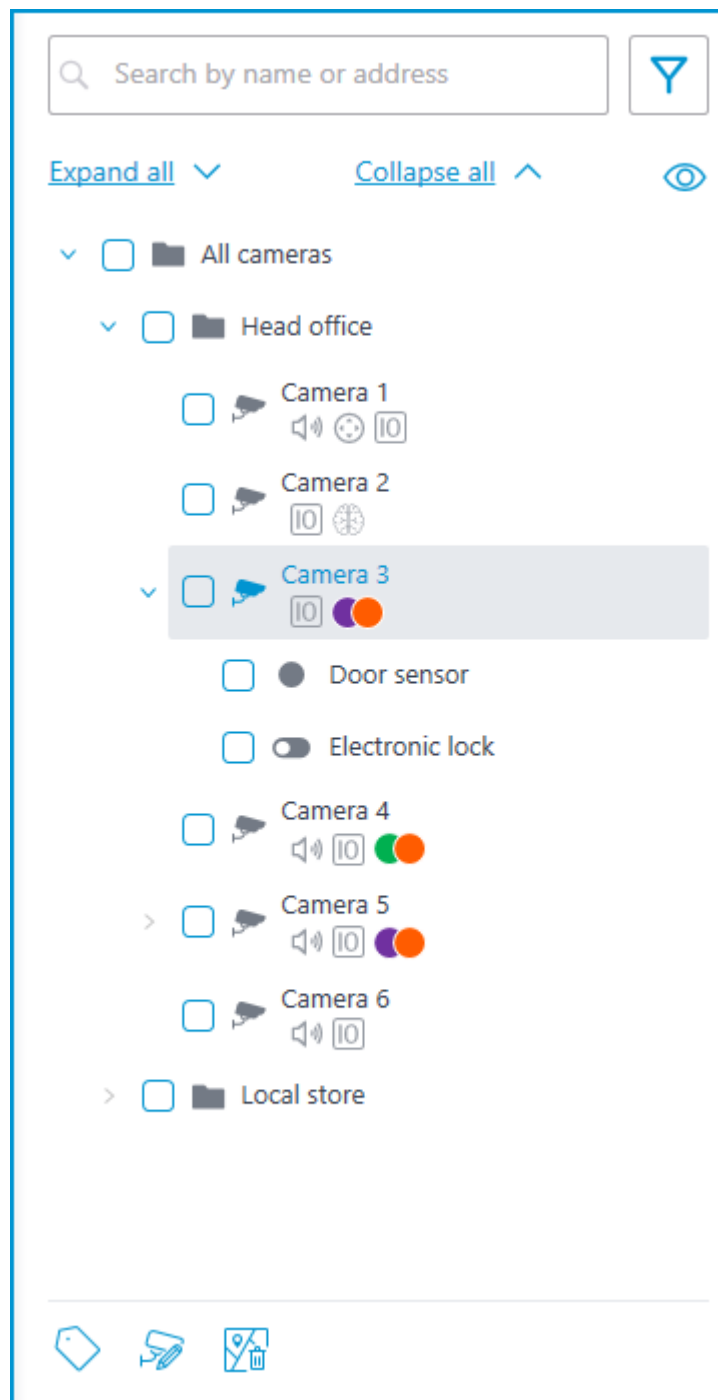 Search by name or address
Expand all Collapse all
All cameras
Head office
Camera 1
IO
Camera 2
IO
Camera 3
IO
Door sensor
Electronic lock
Camera 4
IO
Camera 5
IO
Camera 6
IO
Local store